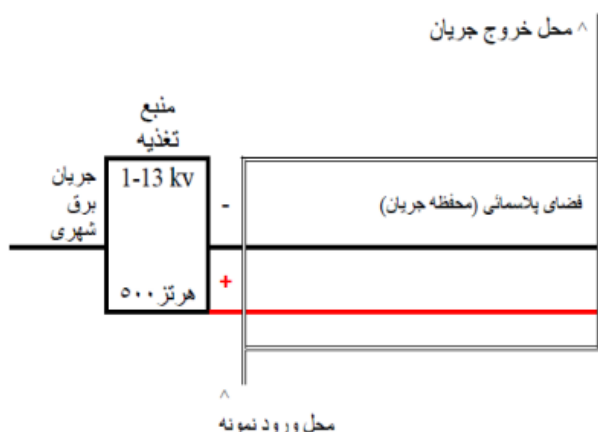 ^ محل خروج جریان
منبع
تغذیه
جریان
برق
شهری
1-13 kv
هرتز ۵۰۰
-
+
فضای پلاسمائی (محفظه جریان)
^
محل ورود نمونه